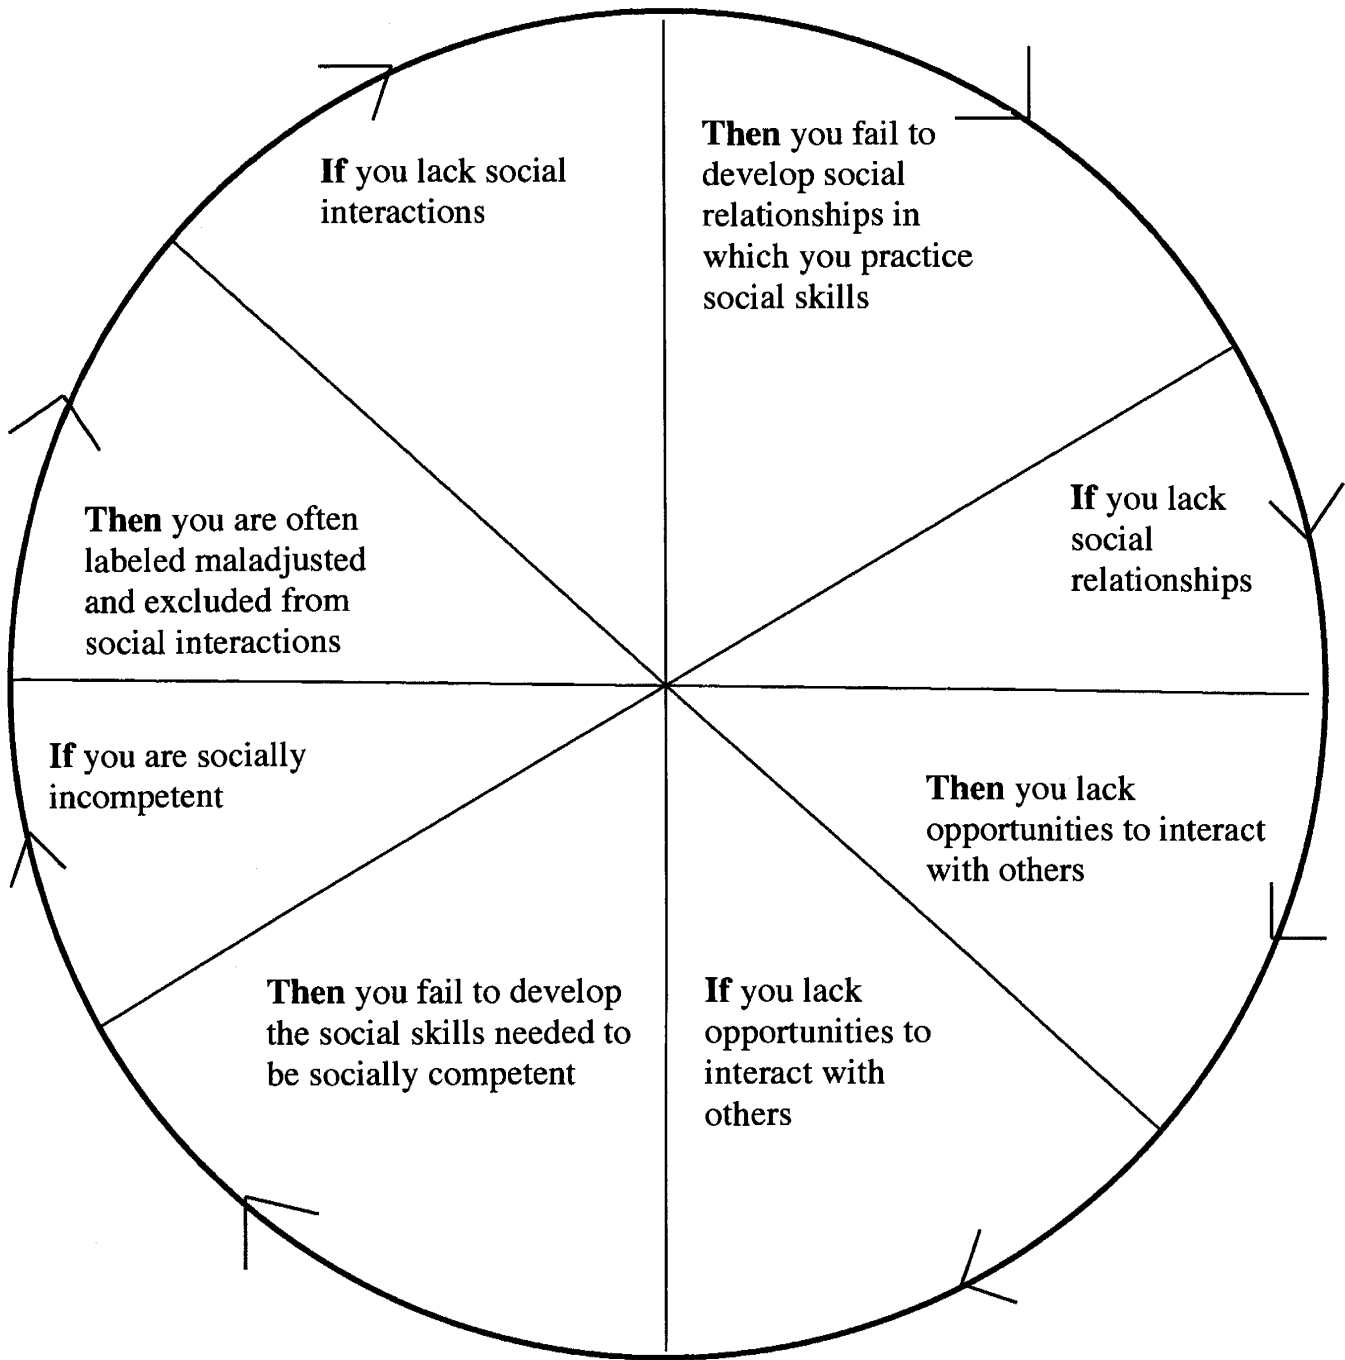 If you lack social
interactions
Then you fail to
develop social
relationships in
which you practice
social skills
If you lack
social
relationships
Then you lack
opportunities to interact
with others
If you lack
opportunities to
interact with
others
Then you fail to develop
the social skills needed to
be socially competent
If you are socially
incompetent
Then you are often
labeled maladjusted
and excluded from
social interactions